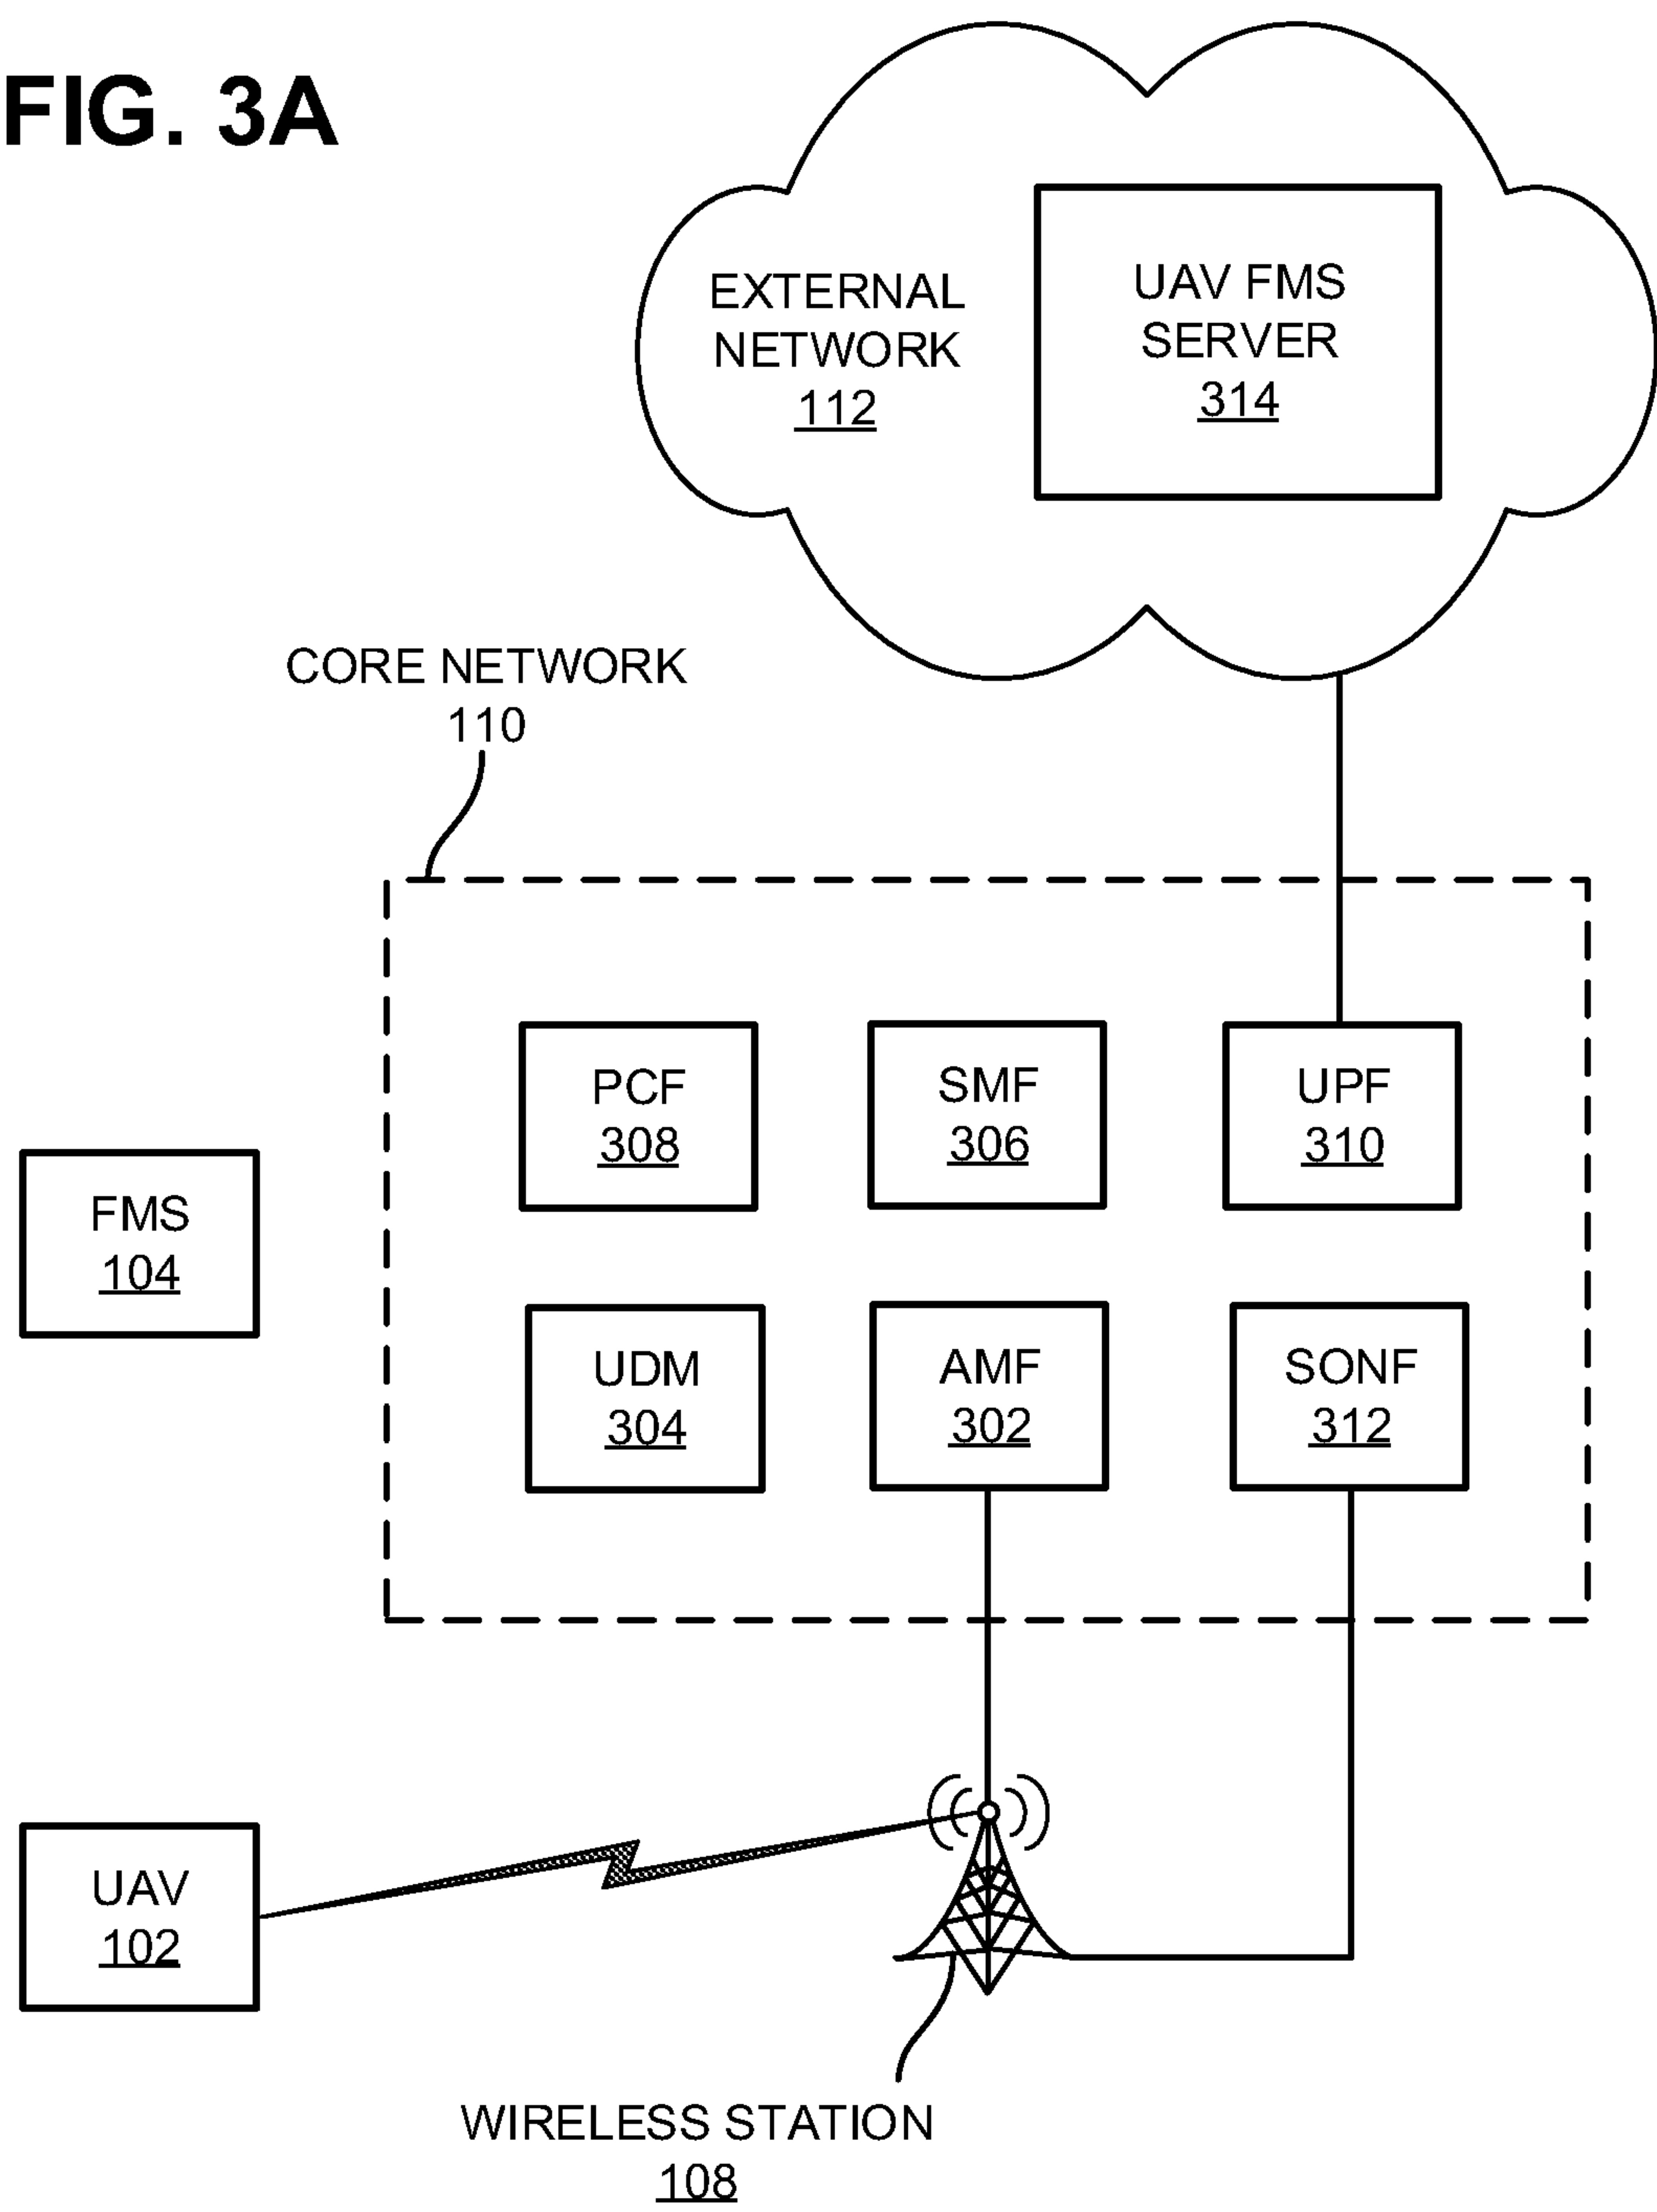 FIG. 3A
EXTERNAL
NETWORK
112
UAV FMS
SERVER
314
CORE NETWORK
110
PCF
308
SMF
306
UPF
310
FMS
104
UDM
304
AMF
302
SONF
312
UAV
102
WIRELESS STATION
108